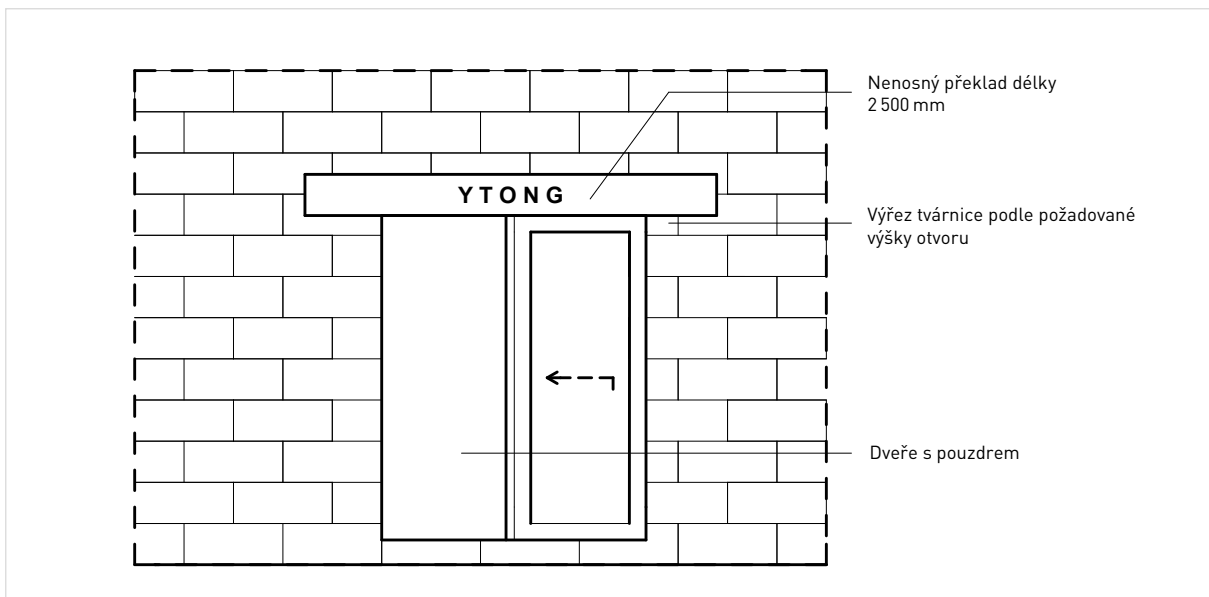 Nenosný překlad délky
2 500 mm
YTONG
Výřez tvárnice podle požadované
výšky otvoru
Dveře s pouzdrem